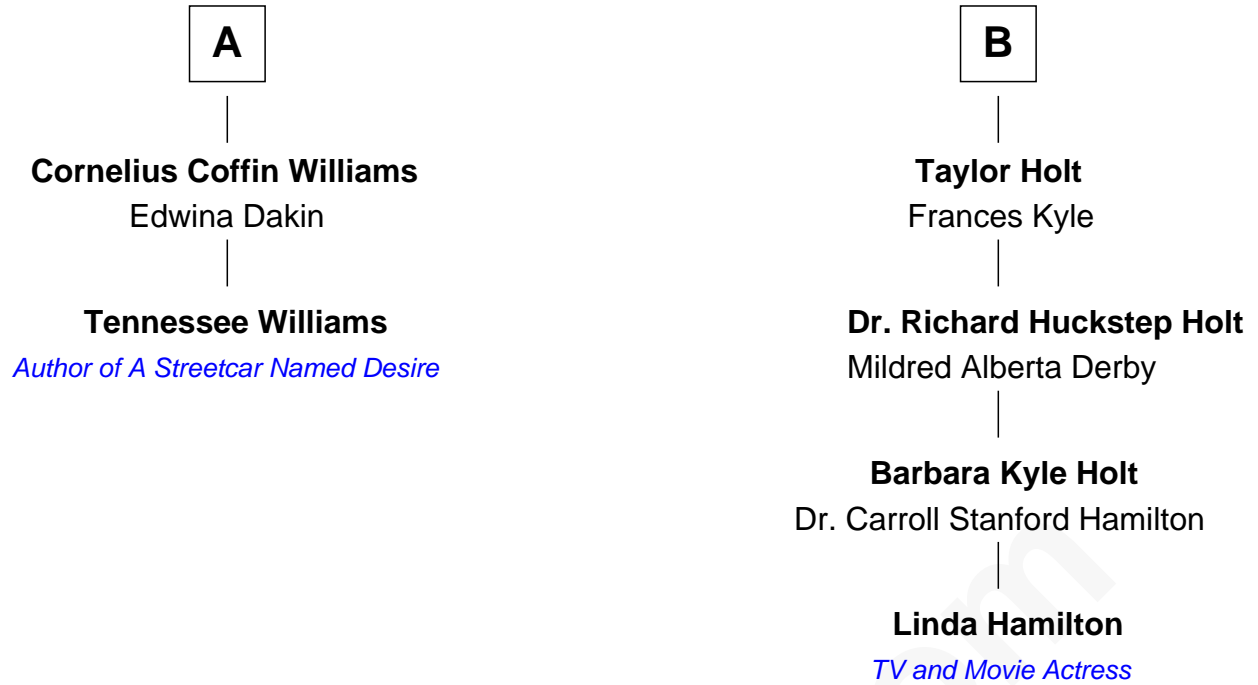 A
Cornelius Coffin Williams
Edwina Dakin
Tennessee Williams
Author of A Streetcar Named Desire
B
Taylor Holt
Frances Kyle
Dr. Richard Huckstep Holt
Mildred Alberta Derby
Barbara Kyle Holt
Dr. Carroll Stanford Hamilton
Linda Hamilton
TV and Movie Actress